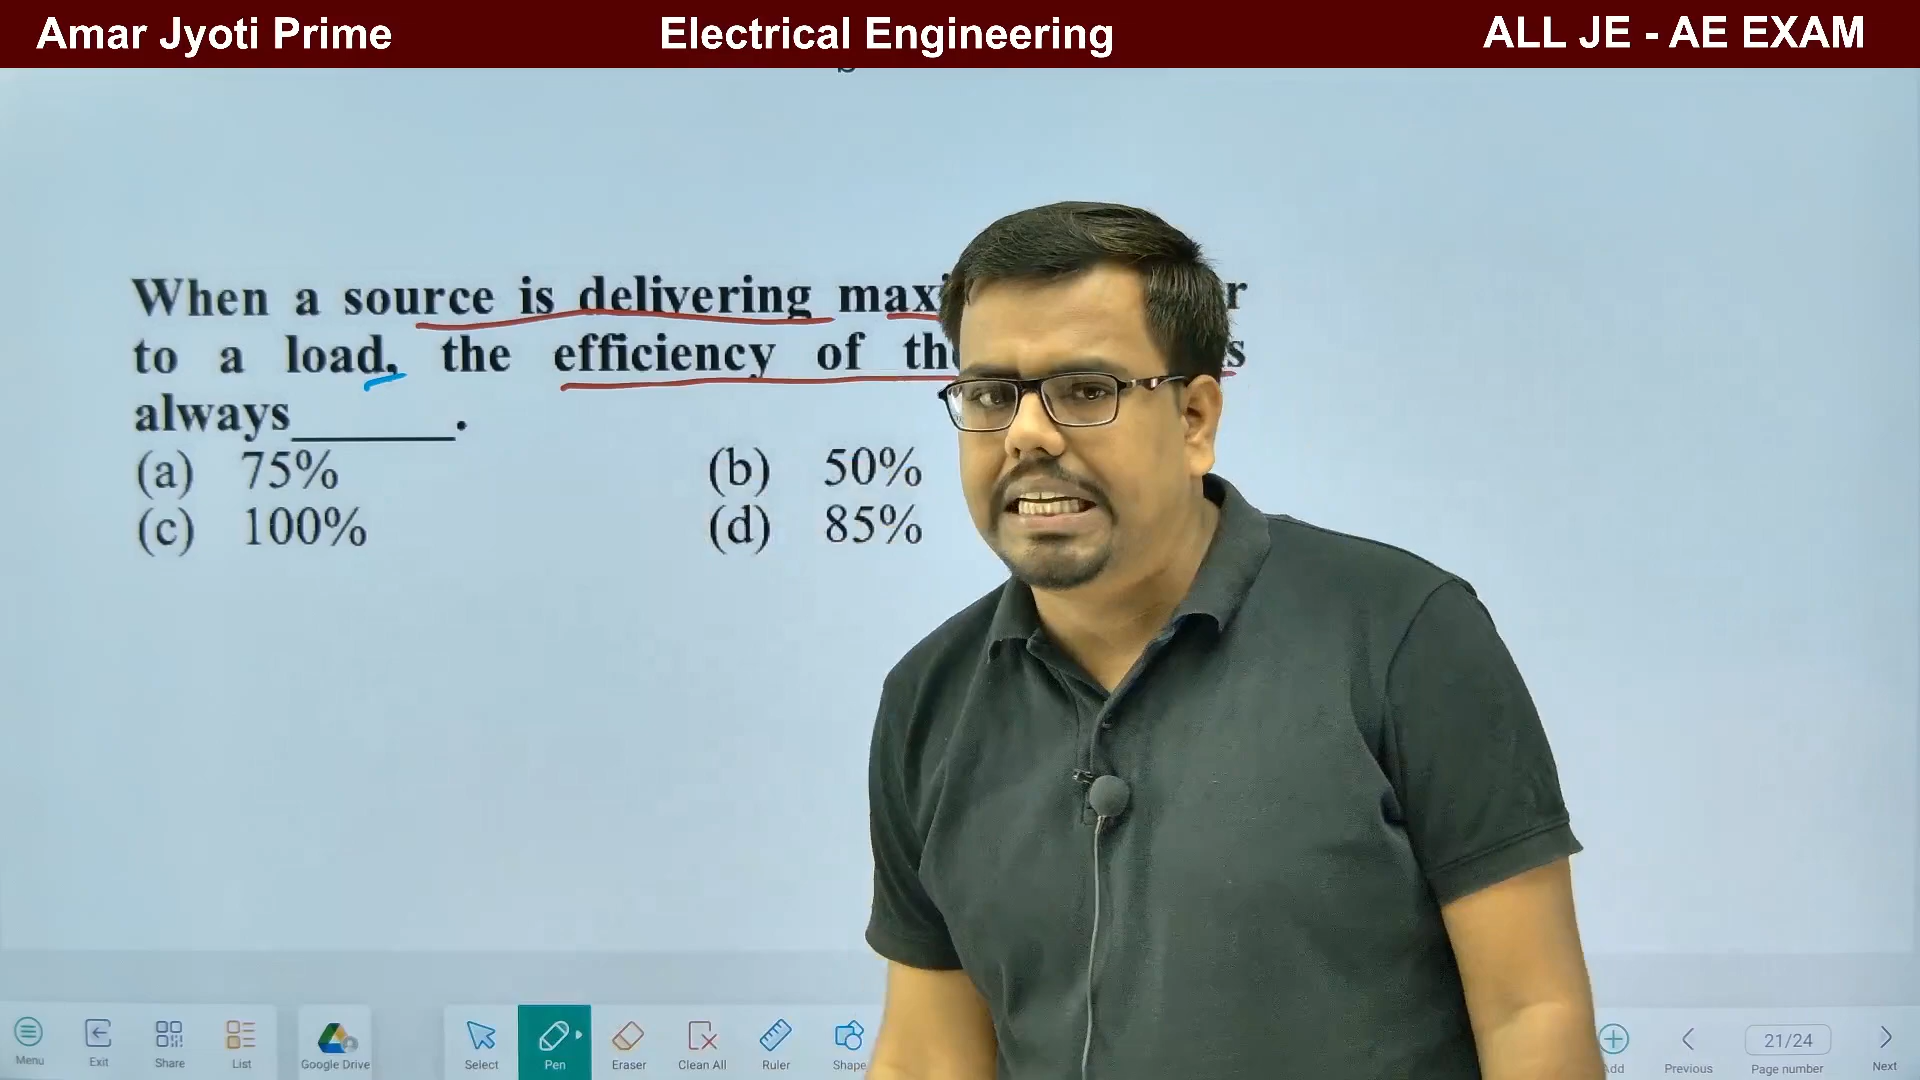 Amar Jyoti Prime
Electrical Engineering
ALL JE - AE EXAM
When a source is delivering
to a load, the efficiency of
always______.
(a) 75%
(b) 50%
(c) 100%
(d) 85%
Menu
Exit
Share
List
Google Drive
Select
Pen
Eraser
Clean All
Ruler
Shape
Previous
21/24
Page number
Next